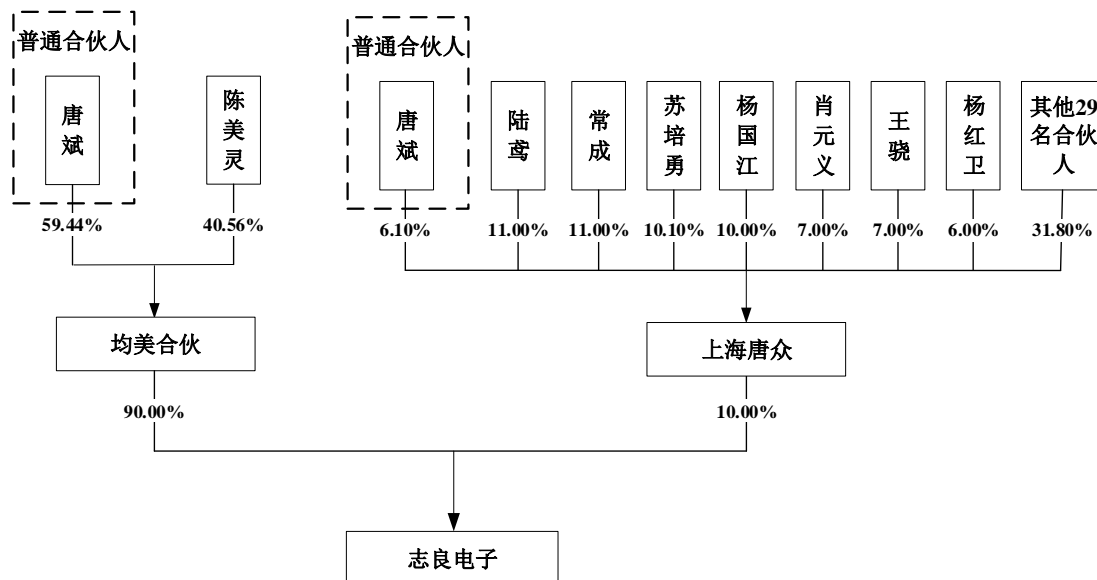 普通合伙人
普通合伙人
唐斌
陈美灵
唐斌
陆鸢
常成
苏培勇
杨国江
肖元义
王骁
杨红卫
其他29
名合伙
人
59.44%
40.56%
6.10%
11.00%
11.00%
10.10%
10.00%
7.00%
7.00%
6.00%
31.80%
均美合伙
上海唐众
90.00%
10.00%
志良电子